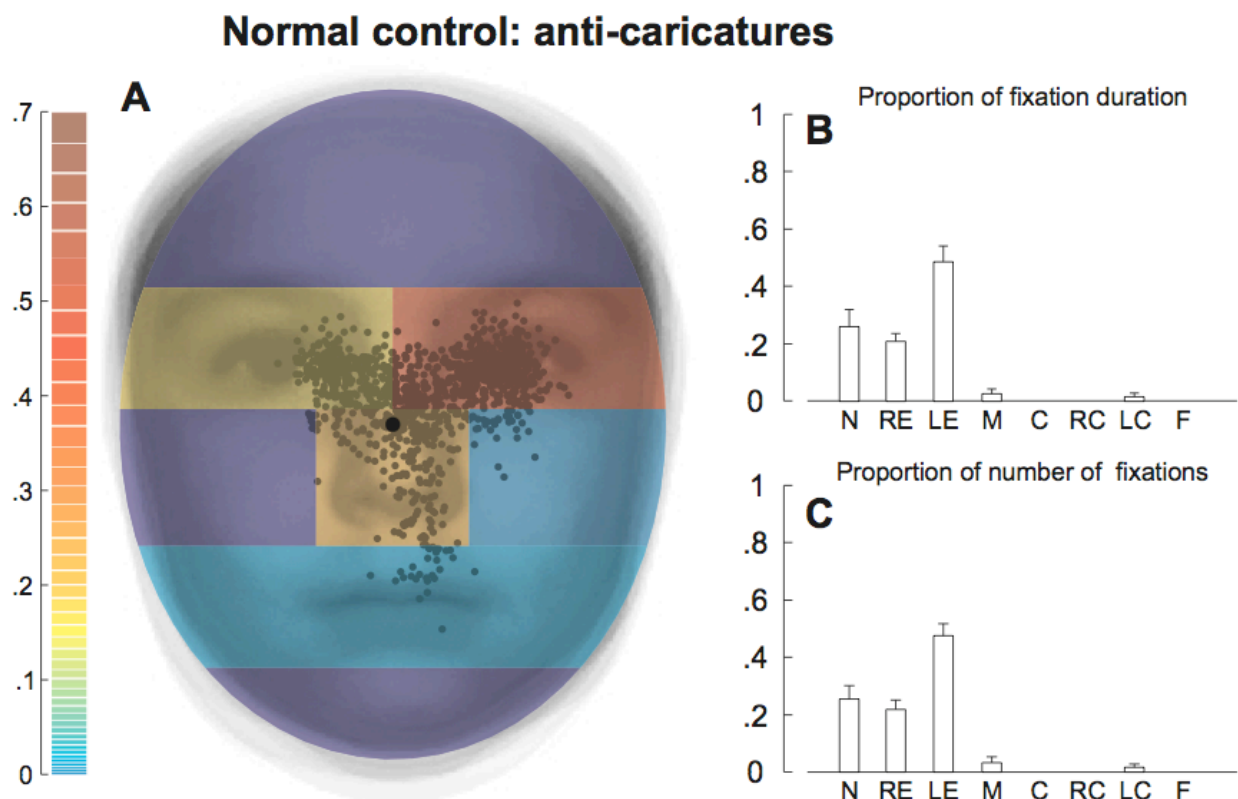 Normal control: anti-caricatures
A
.7
.6
.5
.4
.3
.2
.1
0
Proportion of fixation duration
B
1
.8
.6
.4
.2
0
N RE LE M C RC LC F
Proportion of number of fixations
C
1
.8
.6
.4
.2
0
N RE LE M C RC LC F